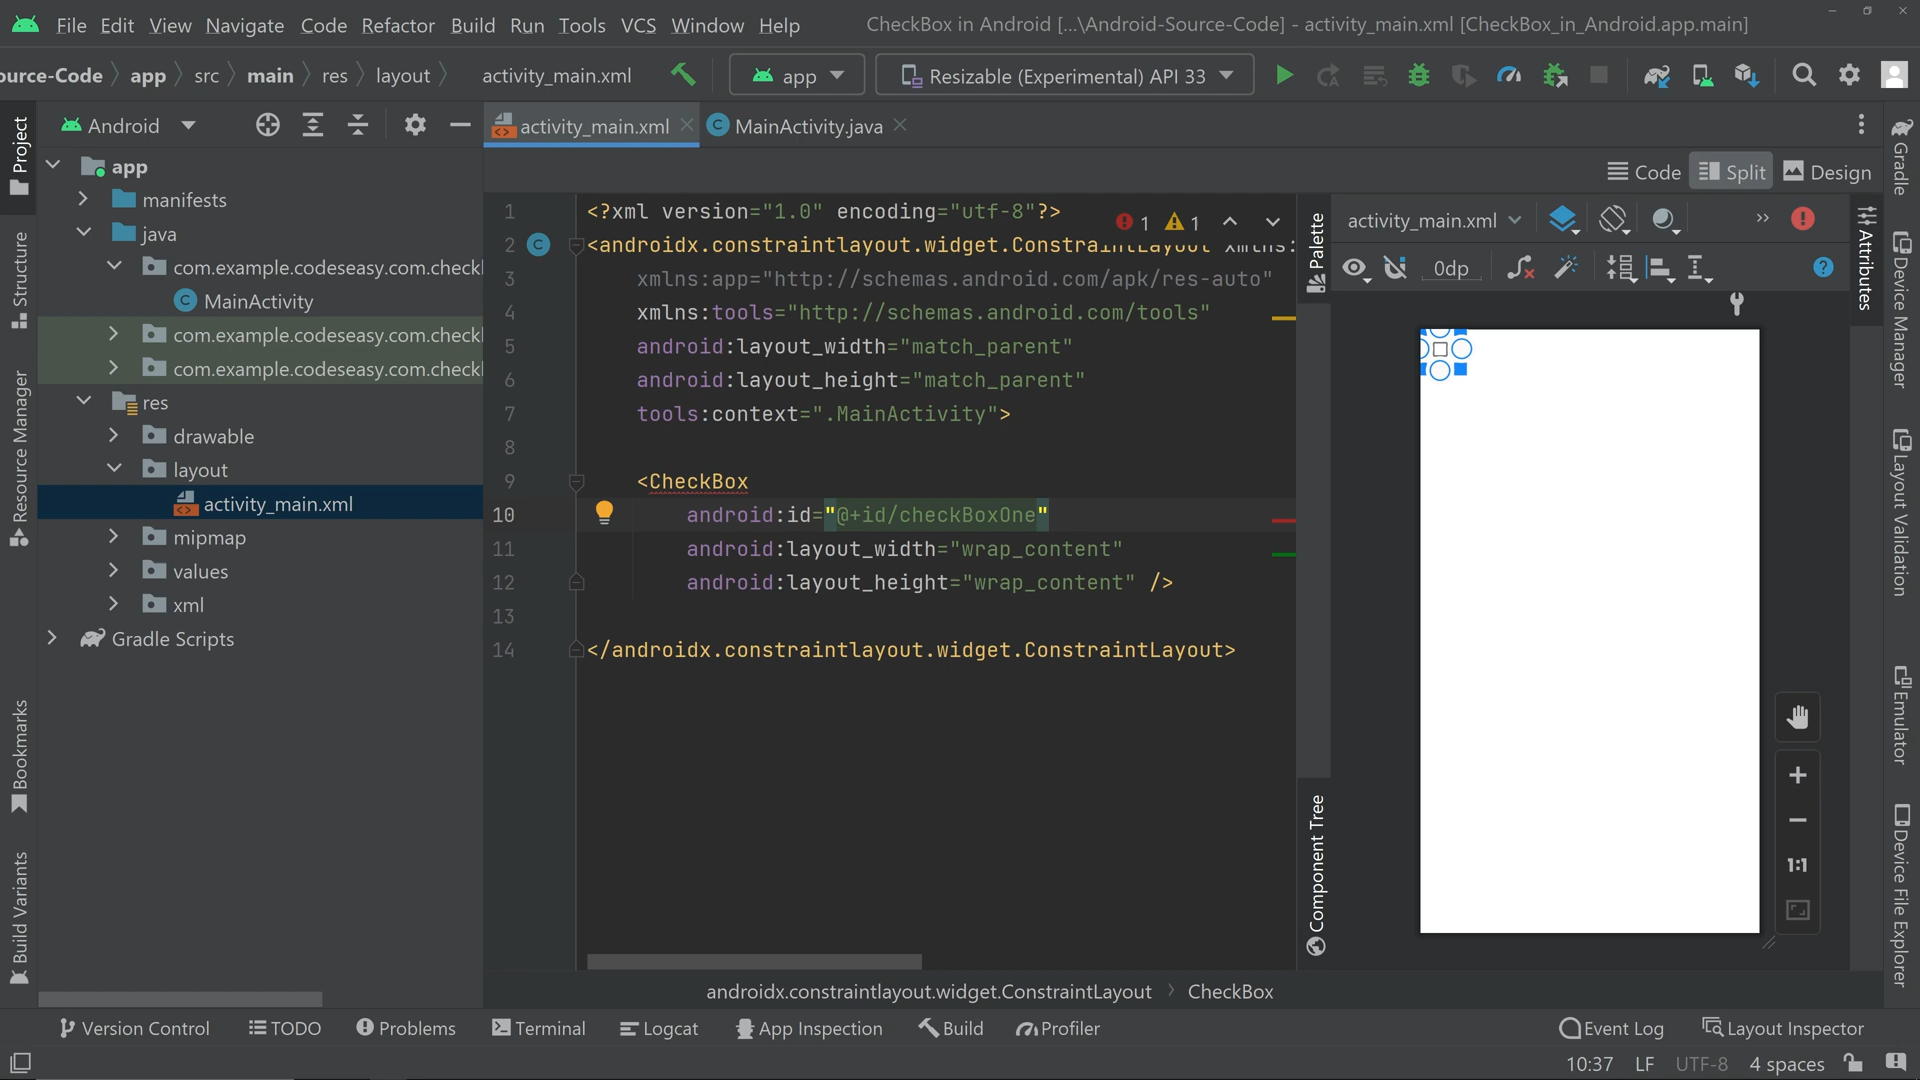 File Edit View Navigate Code Refactor Build Run Tools VCS Window Help CheckBox in Android [...\Android-Source-Code] - activity_main.xml [CheckBox_in_Android.app.main]
ource-Code app src main res layout activity_main.xml app Resizable (Experimental) API 33
Android
activity_main.xml MainActivity.java
Code Split Design
app
manifests
java
com.example.codeseasy.com.checkl
MainActivity
com.example.codeseasy.com.checkl
com.example.codeseasy.com.checkl
res
drawable
layout
activity_main.xml
mipmap
values
xml
Gradle Scripts
1 <?xml version="1.0" encoding="utf-8"?> 1 1
2 C <androidx.constraintlayout.widget.ConstraintLayout xmlns:
3 xmlns:app="http://schemas.android.com/apk/res-auto"
4 xmlns:tools="http://schemas.android.com/tools"
5 android:layout_width="match_parent"
6 android:layout_height="match_parent"
7 tools:context=".MainActivity">
8
9 <CheckBox
10 android:id="@+id/checkBoxOne"
11 android:layout_width="wrap_content"
12 android:layout_height="wrap_content" />
13
14 </androidx.constraintlayout.widget.ConstraintLayout>
activity_main.xml
0dp
1:1
Project
Structure
Resource Manager
Bookmarks
Build Variants
Palette
Component Tree
Attributes
Gradle
Device Manager
Layout Validation
Emulator
Device File Explorer
androidx.constraintlayout.widget.ConstraintLayout CheckBox
Version Control TODO Problems Terminal Logcat App Inspection Build Profiler Event Log Layout Inspector
10:37 LF UTF-8 4 spaces